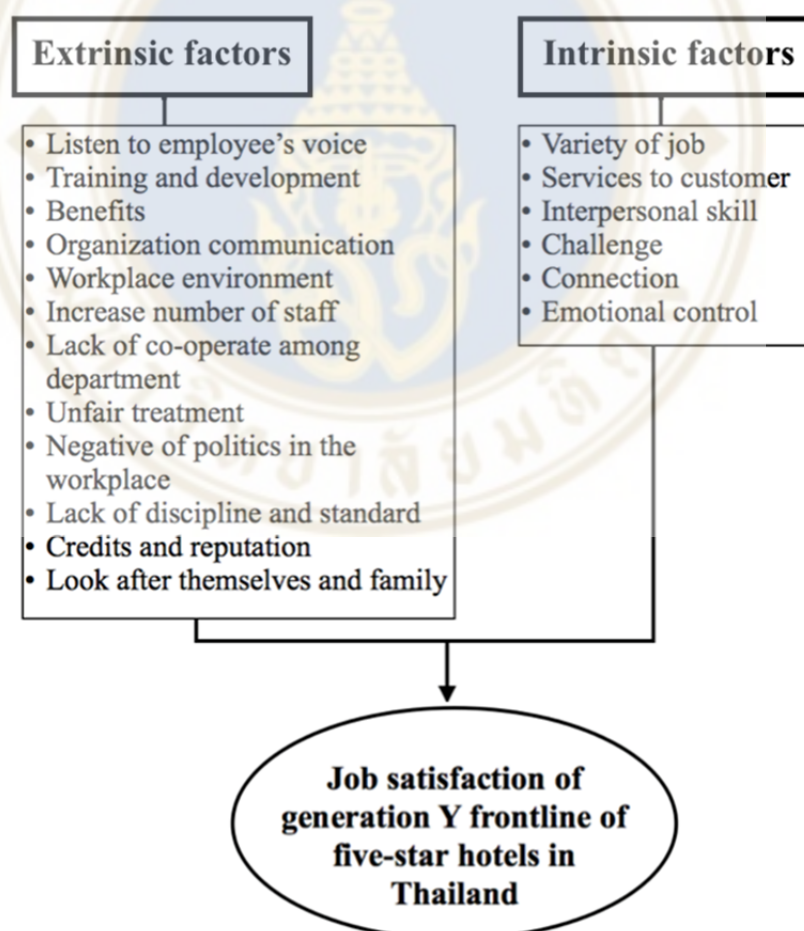 Extrinsic factors
• Listen to employee's voice
• Training and development
• Benefits
• Organization communication
• Workplace environment
• Increase number of staff
• Lack of co-operate among
department
• Unfair treatment
• Negative of politics in the
workplace
• Lack of discipline and standard
• Credits and reputation
• Look after themselves and family
Intrinsic factors
• Variety of job
• Services to customer
• Interpersonal skill
• Challenge
• Connection
• Emotional control
Job satisfaction of
generation Y frontline of
five-star hotels in
Thailand